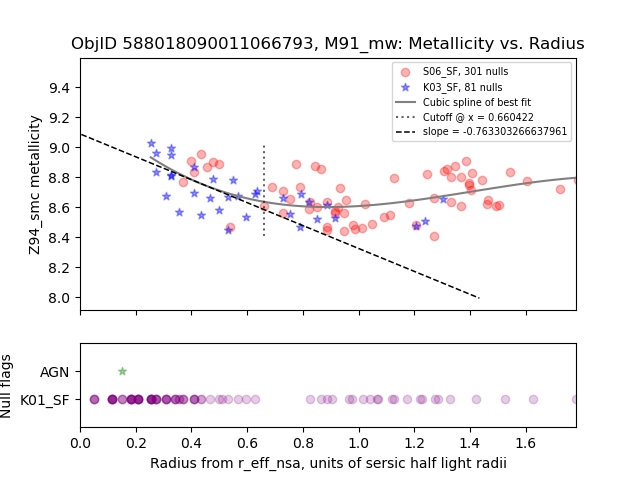 ObjID 588018090011066793, M91_mw: Metallicity vs. Radius
S06_SF, 301 nulls
K03_SF, 81 nulls
Cubic spline of best fit
Cutoff @ x = 0.660422
slope = -0.763303266637961
Z94_smc metallicity
9.4
9.2
9.0
8.8
8.6
8.4
8.2
8.0
Null flags
AGN
K01_SF
0.0 0.2 0.4 0.6 0.8 1.0 1.2 1.4 1.6
Radius from r_eff_nsa, units of sersic half light radii